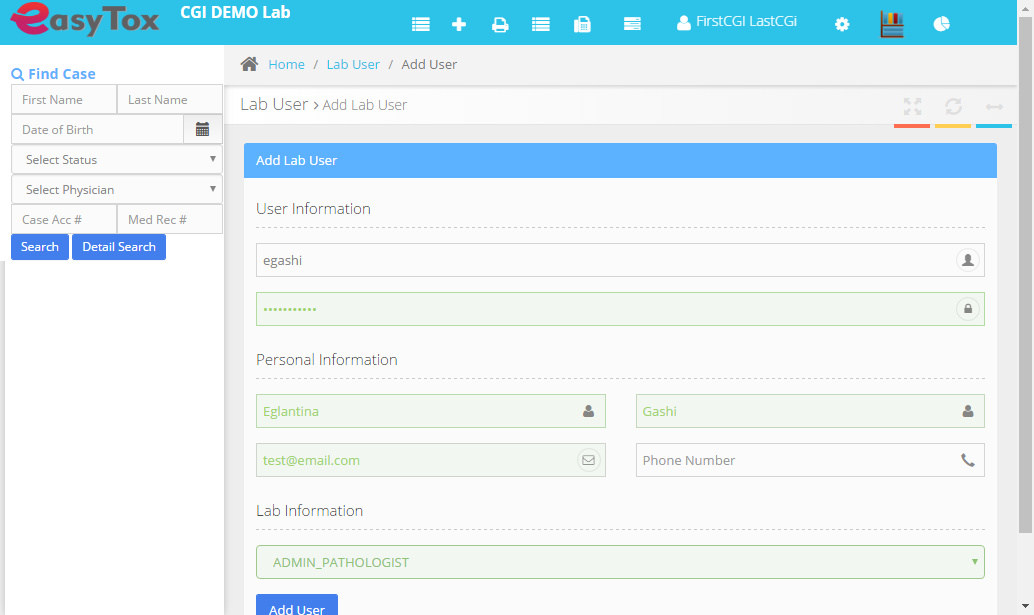 easyTox
CGI DEMO Lab
FirstCGI LastCGi
Find Case
First Name
Last Name
Date of Birth
Select Status
Select Physician
Case Acc #
Med Rec #
Search
Detail Search
Home / Lab User / Add User
Lab User > Add Lab User
Add Lab User
User Information
egashi
•••••••••••
Personal Information
Eglantina
Gashi
test@email.com
Phone Number
Lab Information
ADMIN_PATHOLOGIST
Add User